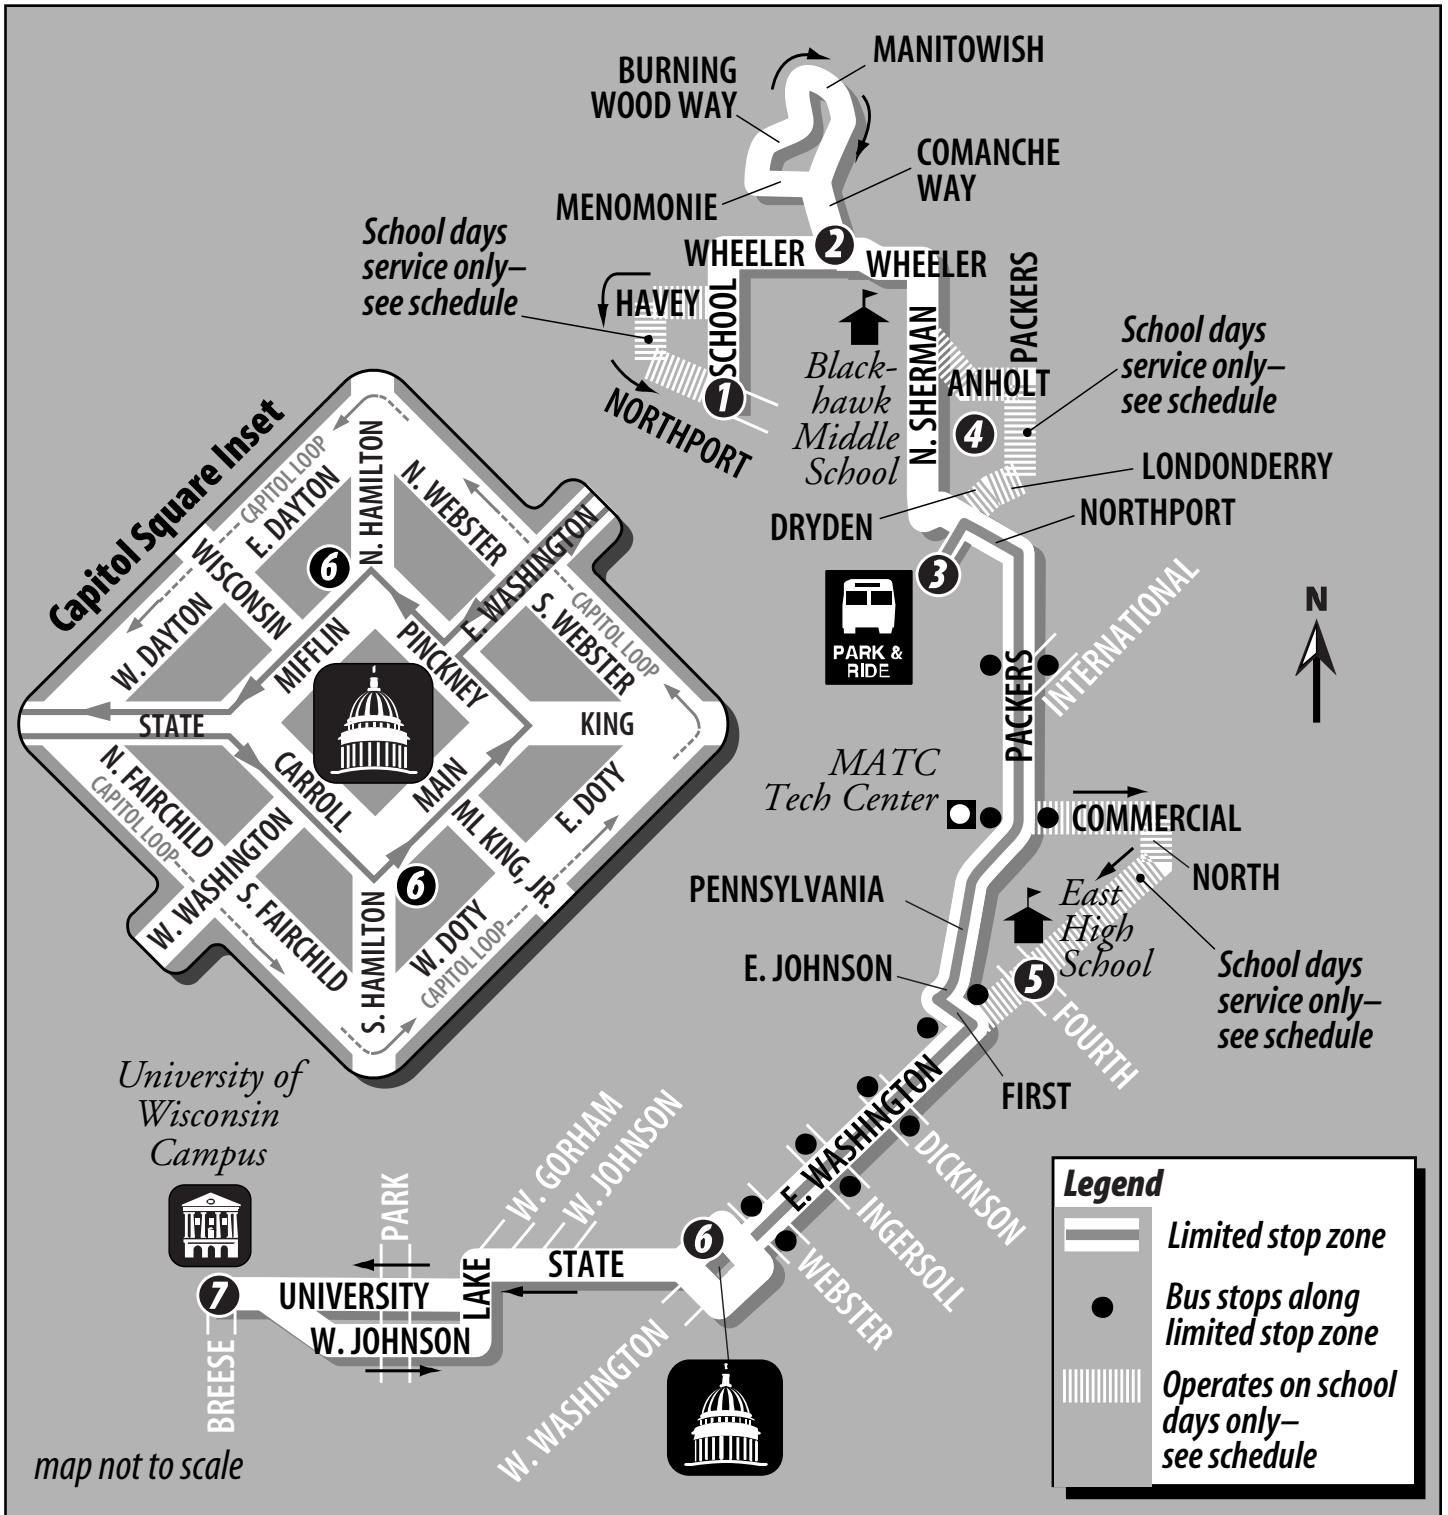 MANITOWISH
BURNING
WOOD WAY
COMANCHE
WAY
MENOMONIE
School days
service only–
see schedule
WHEELER
2
WHEELER
HAVEY
SCHOOL
PACKERS
N. SHERMAN
School days
service only–
see schedule
Black-
hawk
Middle
School
ANHOLT
1
NORTHPORT
4
LONDONDERRY
NORTHPORT
DRYDEN
3
PARK &
RIDE
INTERNATIONAL
N
PACKERS
MATC
Tech Center
COMMERCIAL
NORTH
PENNSYLVANIA
East
High
School
E. JOHNSON
5
School days
service only–
see schedule
FOURTH
FIRST
Capitol Square Inset
CAPITOL LOOP
E. DAYTON
N. HAMILTON
N. WEBSTER
E. WASHINGTON
WISCONSIN
6
W. DAYTON
MIFFLIN
PINCKNEY
S. WEBSTER
CAPITOL LOOP
STATE
KING
N. FAIRCHILD
CAPITOL LOOP
CARROLL
MAIN
E. DOTY
ML KING, JR.
6
W. WASHINGTON
S. FAIRCHILD
S. HAMILTON
W. DOTY
CAPITOL LOOP
University of
Wisconsin
Campus
W. GORHAM
W. JOHNSON
PARK
E. WASHINGTON
DICKINSON
INGERSOLL
WEBSTER
6
STATE
LAKE
7
UNIVERSITY
W. JOHNSON
BREESE
W. WASHINGTON
map not to scale
Legend
Limited stop zone
Bus stops along
limited stop zone
Operates on school
days only–
see schedule